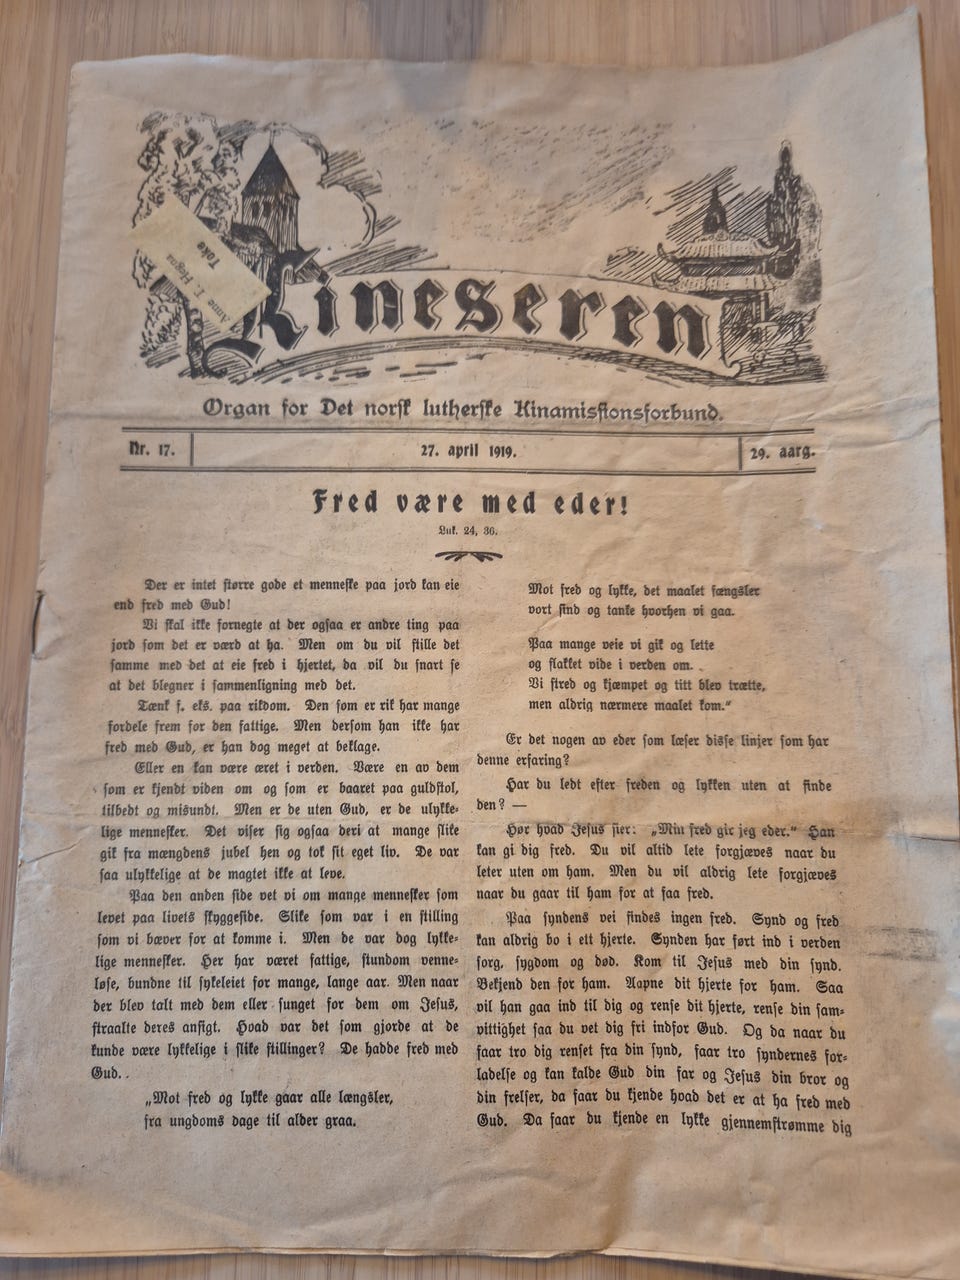 Anne T. Høgna
Toke
Kineseren
Organ for Det norsk lutherske Kinamissionsforbund.
Nr. 17.
27. april 1919.
29. aarg.
Fred være med eder!
Luk. 24, 36.
Der er intet større gode et menneske paa jord kan eie
end fred med Gud!
Vi skal ikke fornegte at der ogsaa er andre ting paa
jord som det er værd at ha. Men om du vil stille det
samme med det at eie fred i hjertet, da vil du snart se
at det blegner i sammenligning med det.
Tænk f. eks. paa rikdom. Den som er rik har mange
fordele frem for den fattige. Men dersom han ikke har
fred med Gud, er han dog meget at beklage.
Eller en kan være æret i verden. Være en av dem
som er kjendt viden om og som er baaret paa guldstol,
tilbedt og misundt. Men er de uten Gud, er de ulykke-
lige mennesker. Det viser sig ogsaa deri at mange slike
gik fra mængdens jubel hen og tok sit eget liv. De var
saa ulykkelige at de magtet ikke at leve.
Paa den anden side vet vi om mange mennesker som
levet paa livets skyggeside. Slike som var i en stilling
som vi bæver for at komme i. Men de var dog lykke-
lige mennesker. Her har været fattige, stundom venne-
løse, bundne til sykeleiet for mange, lange aar. Men naar
der blev talt med dem eller sunget for dem om Jesus,
straalte deres ansigt. Hvad var det som gjorde at de
kunde være lykkelige i slike stillinger? De hadde fred med
Gud.
„Mot fred og lykke gaar alle længsler,
fra ungdoms dage til alder graa.
Mot fred og lykke, det maalet fængsler
vort sind og tanke hvorhen vi gaa.
Paa mange veie vi gik og lette
og flakket vide i verden om.
Vi stred og kjæmpet og titt blev trætte,
men aldrig nærmere maalet kom.“
Er det nogen av eder som læser disse linjer som har
denne erfaring?
Har du ledt efter freden og lykken uten at finde
den? —
Hør hvad Jesus sier: „Min fred gir jeg eder.“ Han
kan gi dig fred. Du vil altid lete forgjæves naar du
leter uten om ham. Men du vil aldrig lete forgjæves
naar du gaar til ham for at faa fred.
Paa syndens vei findes ingen fred. Synd og fred
kan aldrig bo i ett hjerte. Synden har ført ind i verden
sorg, sygdom og død. Kom til Jesus med din synd.
Bekjend den for ham. Aapne dit hjerte for ham. Saa
vil han gaa ind til dig og rense dit hjerte, rense din sam-
vittighet saa du vet dig fri indfor Gud. Og da naar du
faar tro dig renset fra din synd, faar tro syndernes for-
ladelse og kan kalde Gud din far og Jesus din bror og
din frelser, da faar du kjende hvad det er at ha fred med
Gud. Da faar du kjende en lykke gjennemstrømme dig